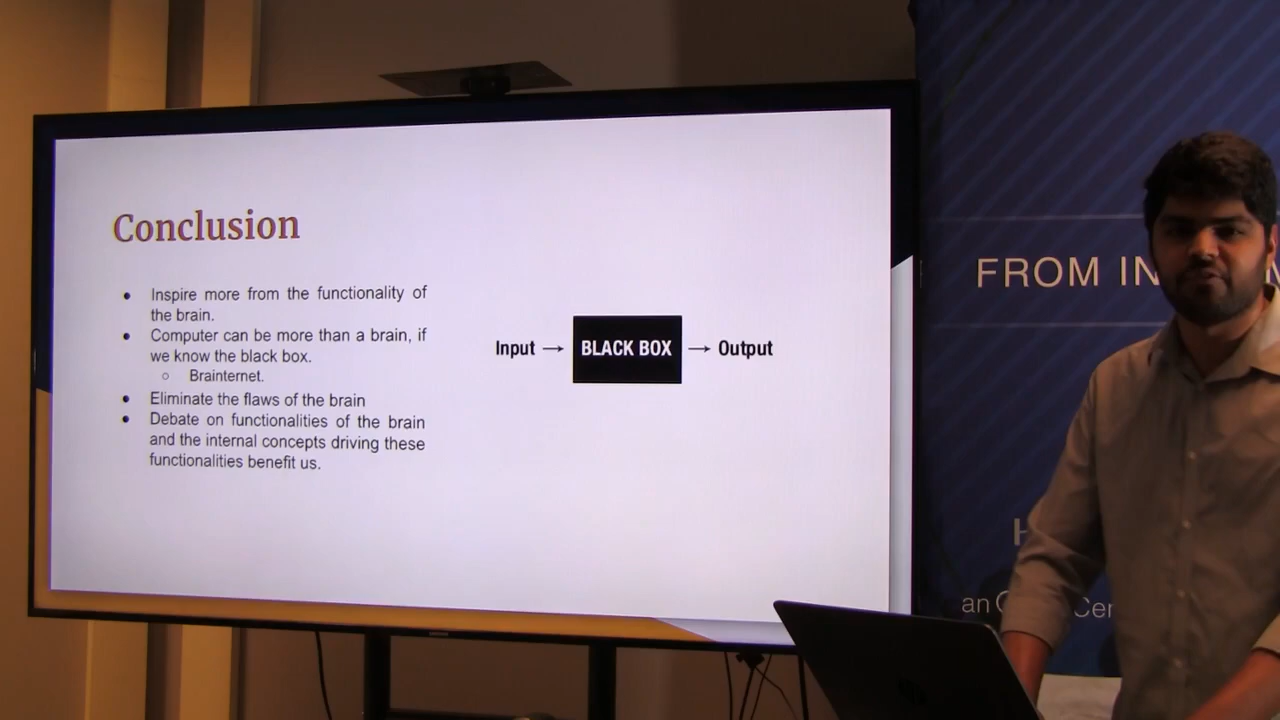 Conclusion
Inspire more from the functionality of
the brain.
Computer can be more than a brain, if
we know the black box.
Brainternet.
Eliminate the flaws of the brain
Debate on functionalities of the brain
and the internal concepts driving these
functionalities benefit us.
Input → BLACK BOX → Output
FROM IN
H
an
Cen